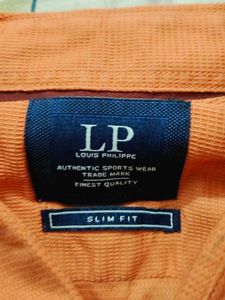 LP
LOUIS PHILIPPE
AUTHENTIC SPORTS WEAR
TRADE MARK
FINEST QUALITY
SLIM FIT